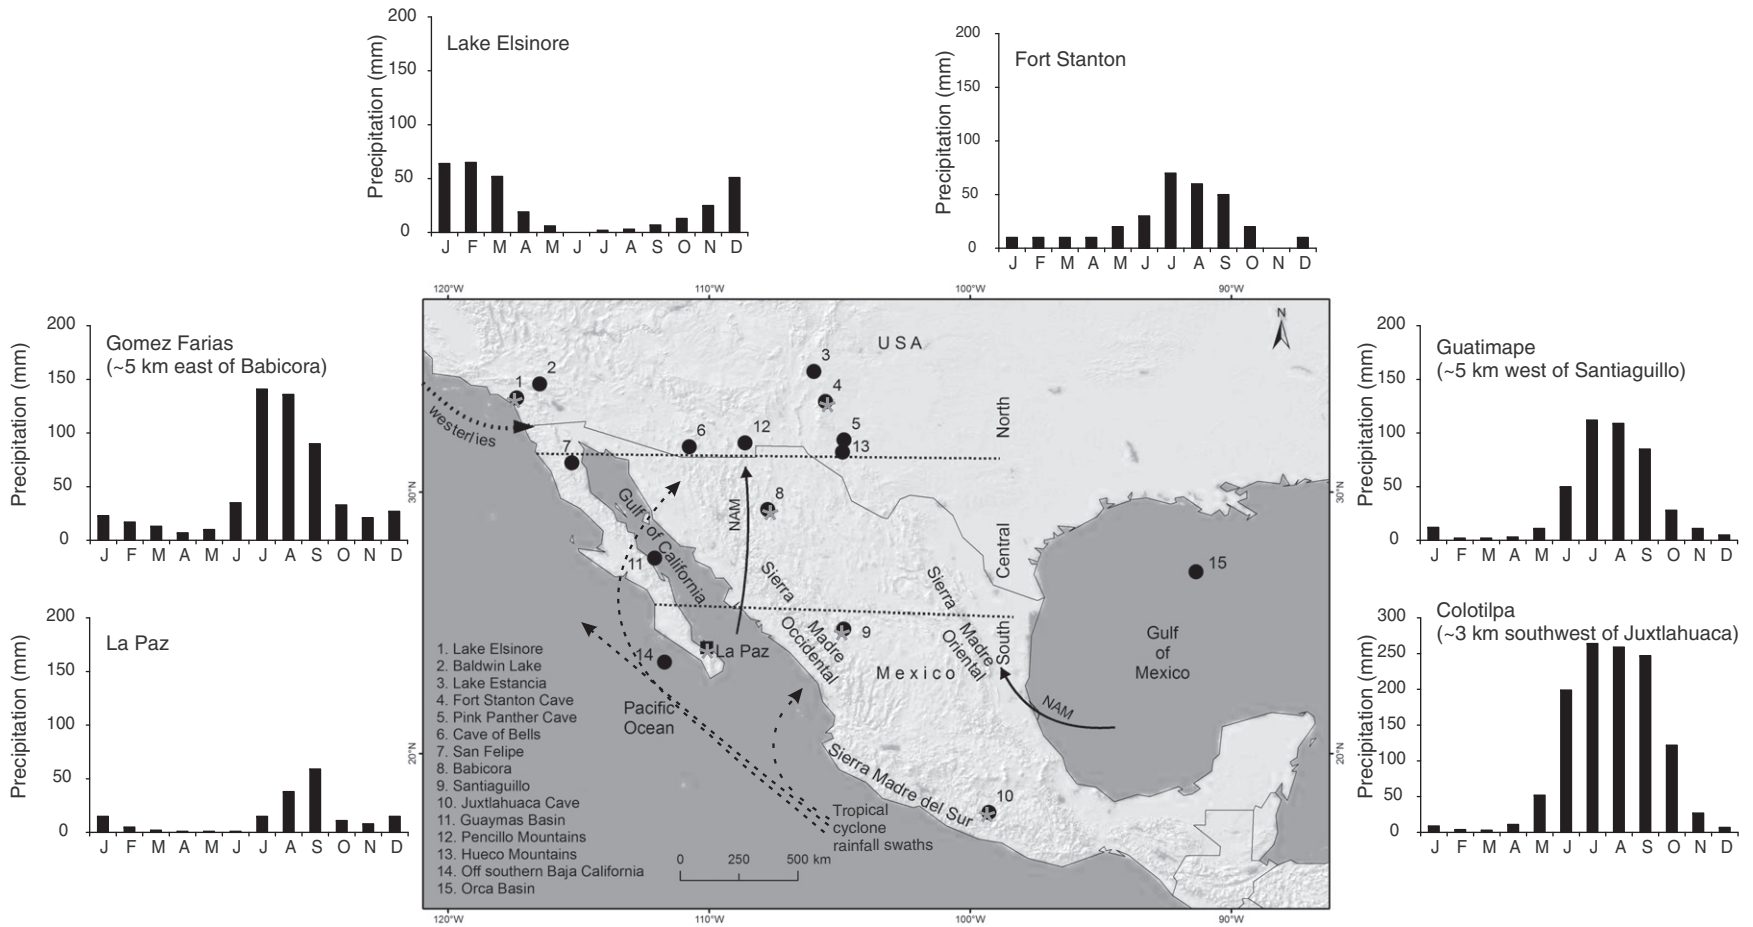 Lake Elsinore
Precipitation (mm)
200
150
100
50
0
J F M A M J J A S O N D
Fort Stanton
Precipitation (mm)
200
150
100
50
0
J F M A M J J A S O N D
Gomez Farias
(~5 km east of Babicora)
Precipitation (mm)
200
150
100
50
0
J F M A M J J A S O N D
La Paz
Precipitation (mm)
200
150
100
50
0
J F M A M J J A S O N D
120°W 110°W 100°W 90°W
N
USA
1
2
3
4
5
6
7
8
9
10
11
12
13
14
15
westerlies
North
Central
South
30°N
30°N
20°N
20°N
NAM
NAM
Gulf of California
Sierra
Madre
Occidental
Sierra
Madre
Oriental
Mexico
Gulf
of
Mexico
La Paz
Pacific
Ocean
Sierra Madre del Sur
Tropical
cyclone
rainfall swaths
1. Lake Elsinore
2. Baldwin Lake
3. Lake Estancia
4. Fort Stanton Cave
5. Pink Panther Cave
6. Cave of Bells
7. San Felipe
8. Babicora
9. Santiaguillo
10. Juxtlahuaca Cave
11. Guaymas Basin
12. Pencillo Mountains
13. Hueco Mountains
14. Off southern Baja California
15. Orca Basin
0 250 500 km
120°W 110°W 100°W 90°W
Guatimape
(~5 km west of Santiaguillo)
Precipitation (mm)
200
150
100
50
0
J F M A M J J A S O N D
Colotilpa
(~3 km southwest of Juxtlahuaca)
Precipitation (mm)
300
250
200
150
100
50
0
J F M A M J J A S O N D